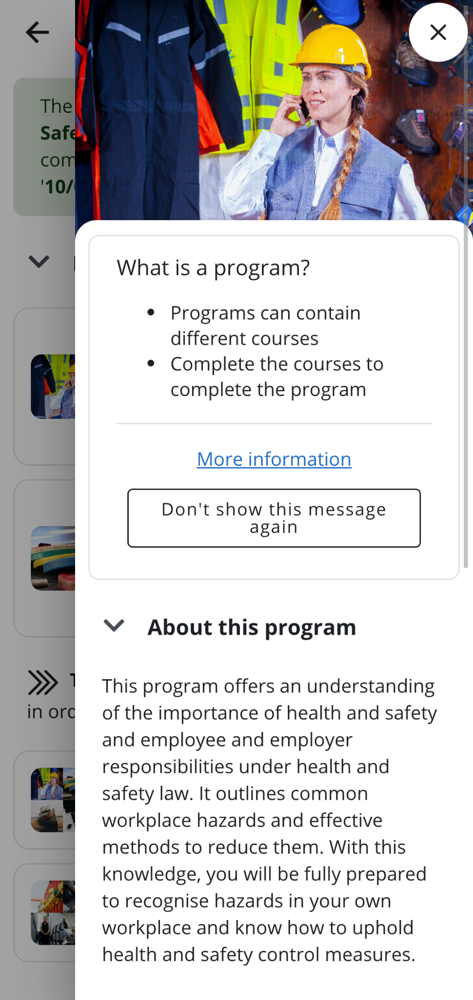 The
Safe
com
'10/
What is a program?
• Programs can contain
different courses
• Complete the courses to
complete the program
More information
Don't show this message
again
About this program
This program offers an understanding
of the importance of health and safety
and employee and employer
responsibilities under health and
safety law. It outlines common
workplace hazards and effective
methods to reduce them. With this
knowledge, you will be fully prepared
to recognise hazards in your own
workplace and know how to uphold
health and safety control measures.
in ord